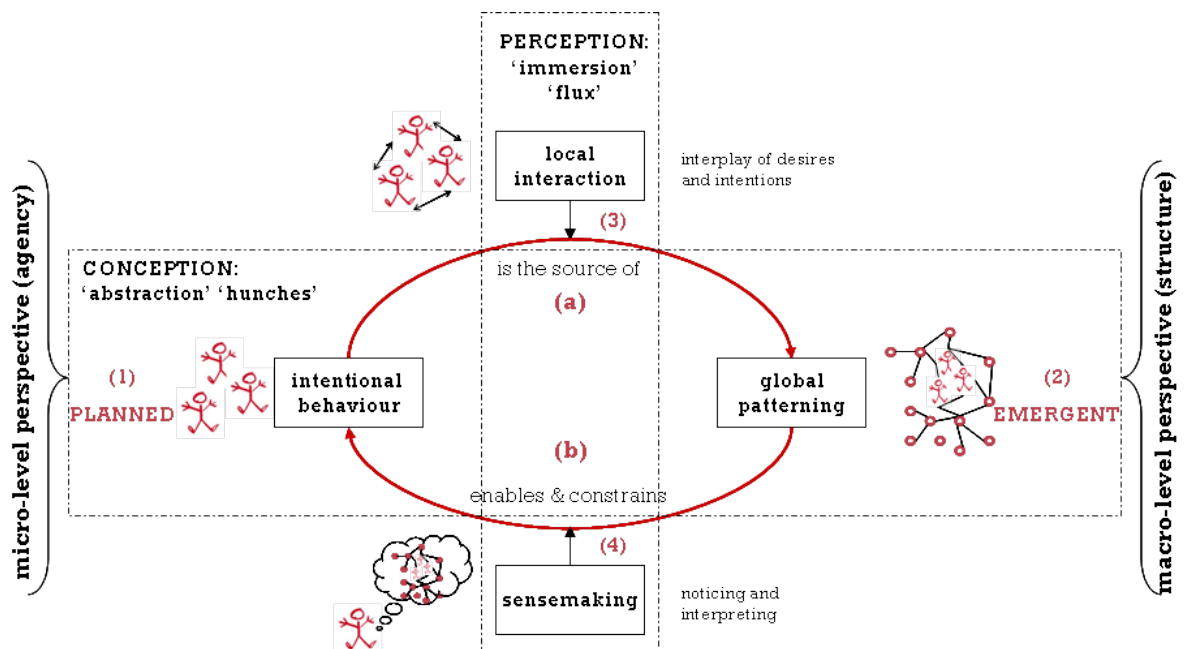 PERCEPTION:
‘immersion’
‘flux’
local
interaction
interplay of desires
and intentions
(3)
micro-level perspective (agency)
macro-level perspective (structure)
CONCEPTION:
‘abstraction’ ‘hunches’
is the source of
(a)
(1)
PLANNED
intentional
behaviour
global
patterning
(2)
EMERGENT
(b)
enables & constrains
(4)
sensemaking
noticing and
interpreting